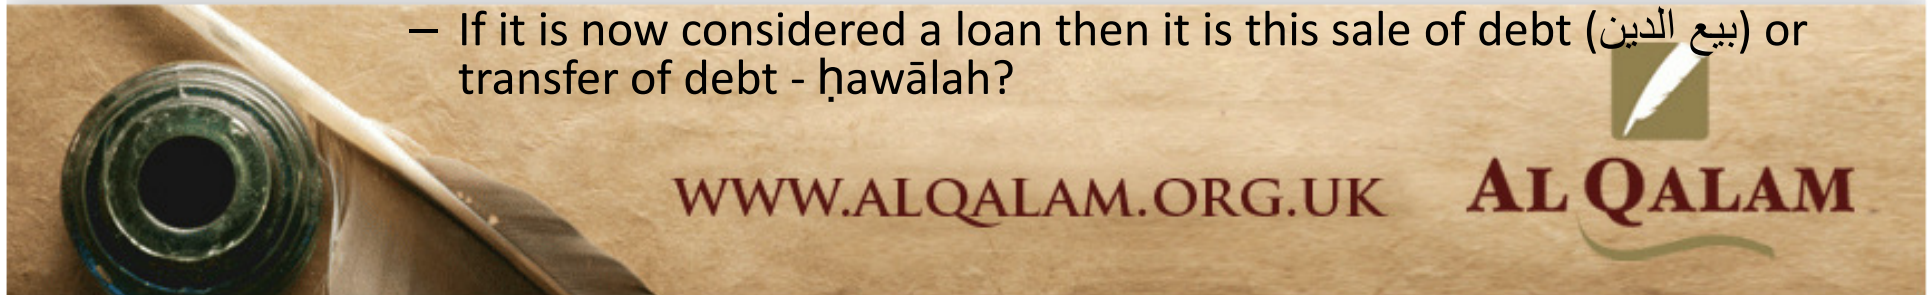 – If it is now considered a loan then it is this sale of debt (بيع الدين) or
transfer of debt - ḥawālah?
WWW.ALQALAM.ORG.UK
AL QALAM